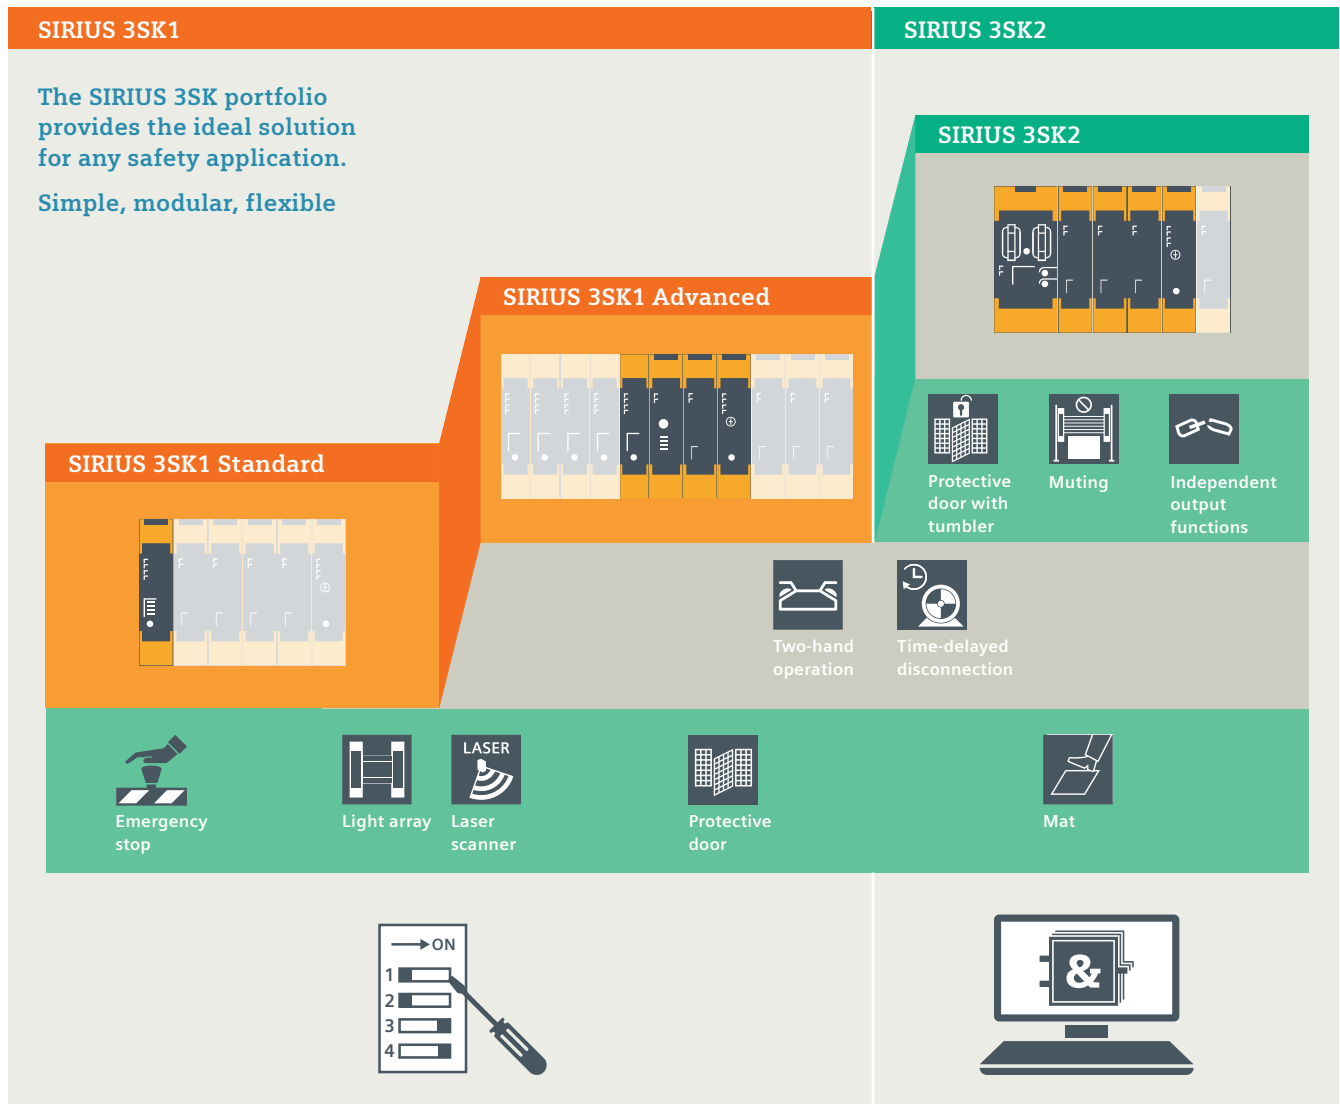 SIRIUS 3SK1
SIRIUS 3SK2
The SIRIUS 3SK portfolio
provides the ideal solution
for any safety application.
Simple, modular, flexible
SIRIUS 3SK2
SIRIUS 3SK1 Advanced
SIRIUS 3SK1 Standard
Protective
door with
tumbler
Muting
Independent
output
functions
Two-hand
operation
Time-delayed
disconnection
LASER
Emergency
stop
Light array
Laser
scanner
Protective
door
Mat
ON
1
2
3
4
&